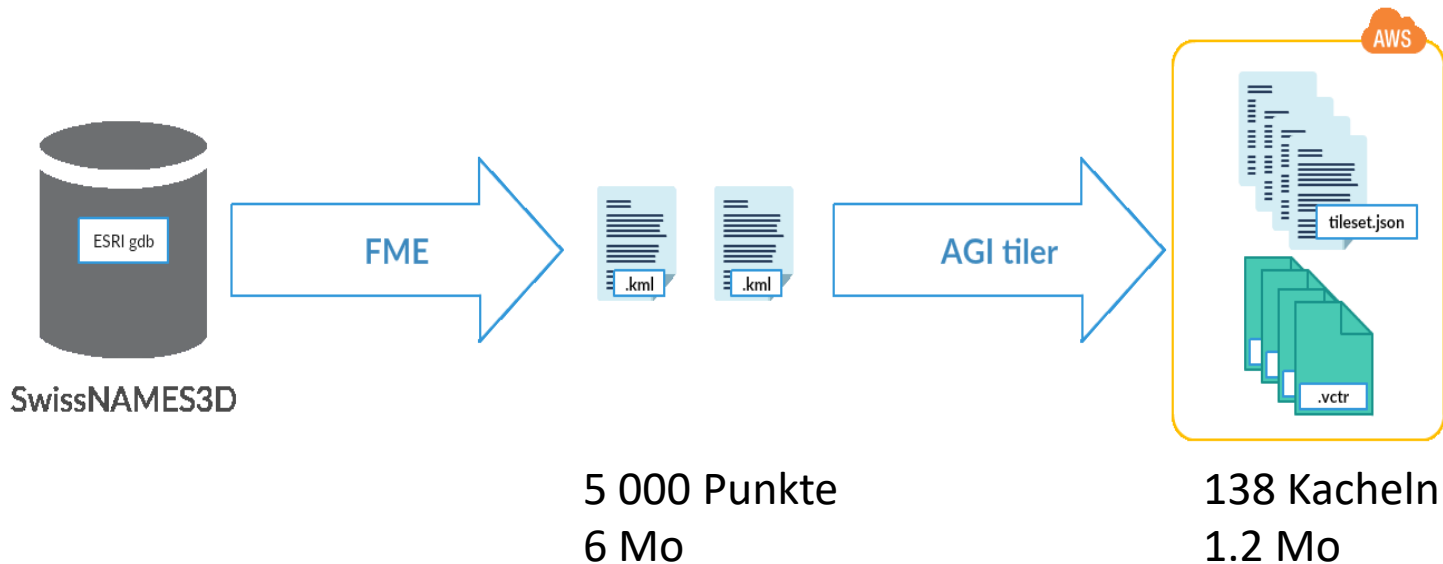 AWS
ESRI gdb
FME
.kml
.kml
AGI tiler
tileset.json
.vctr
SwissNAMES3D
5 000 Punkte
6 Mo
138 Kacheln
1.2 Mo